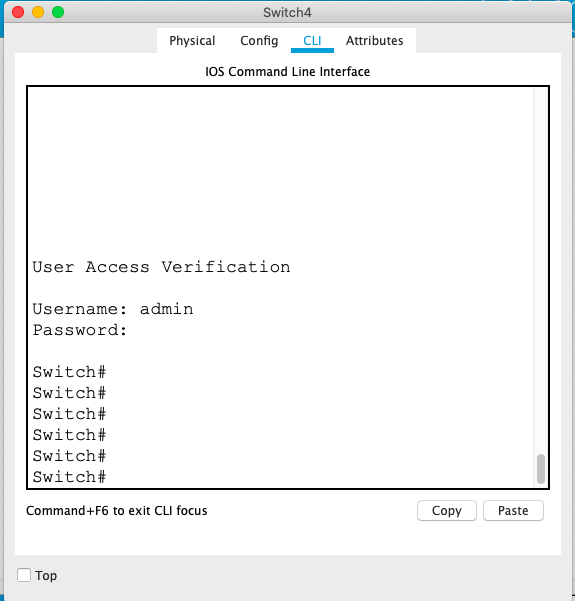 Switch4
Physical Config CLI Attributes
IOS Command Line Interface
User Access Verification
Username: admin
Password:
Switch#
Switch#
Switch#
Switch#
Switch#
Switch#
Command+F6 to exit CLI focus
Copy Paste
Top